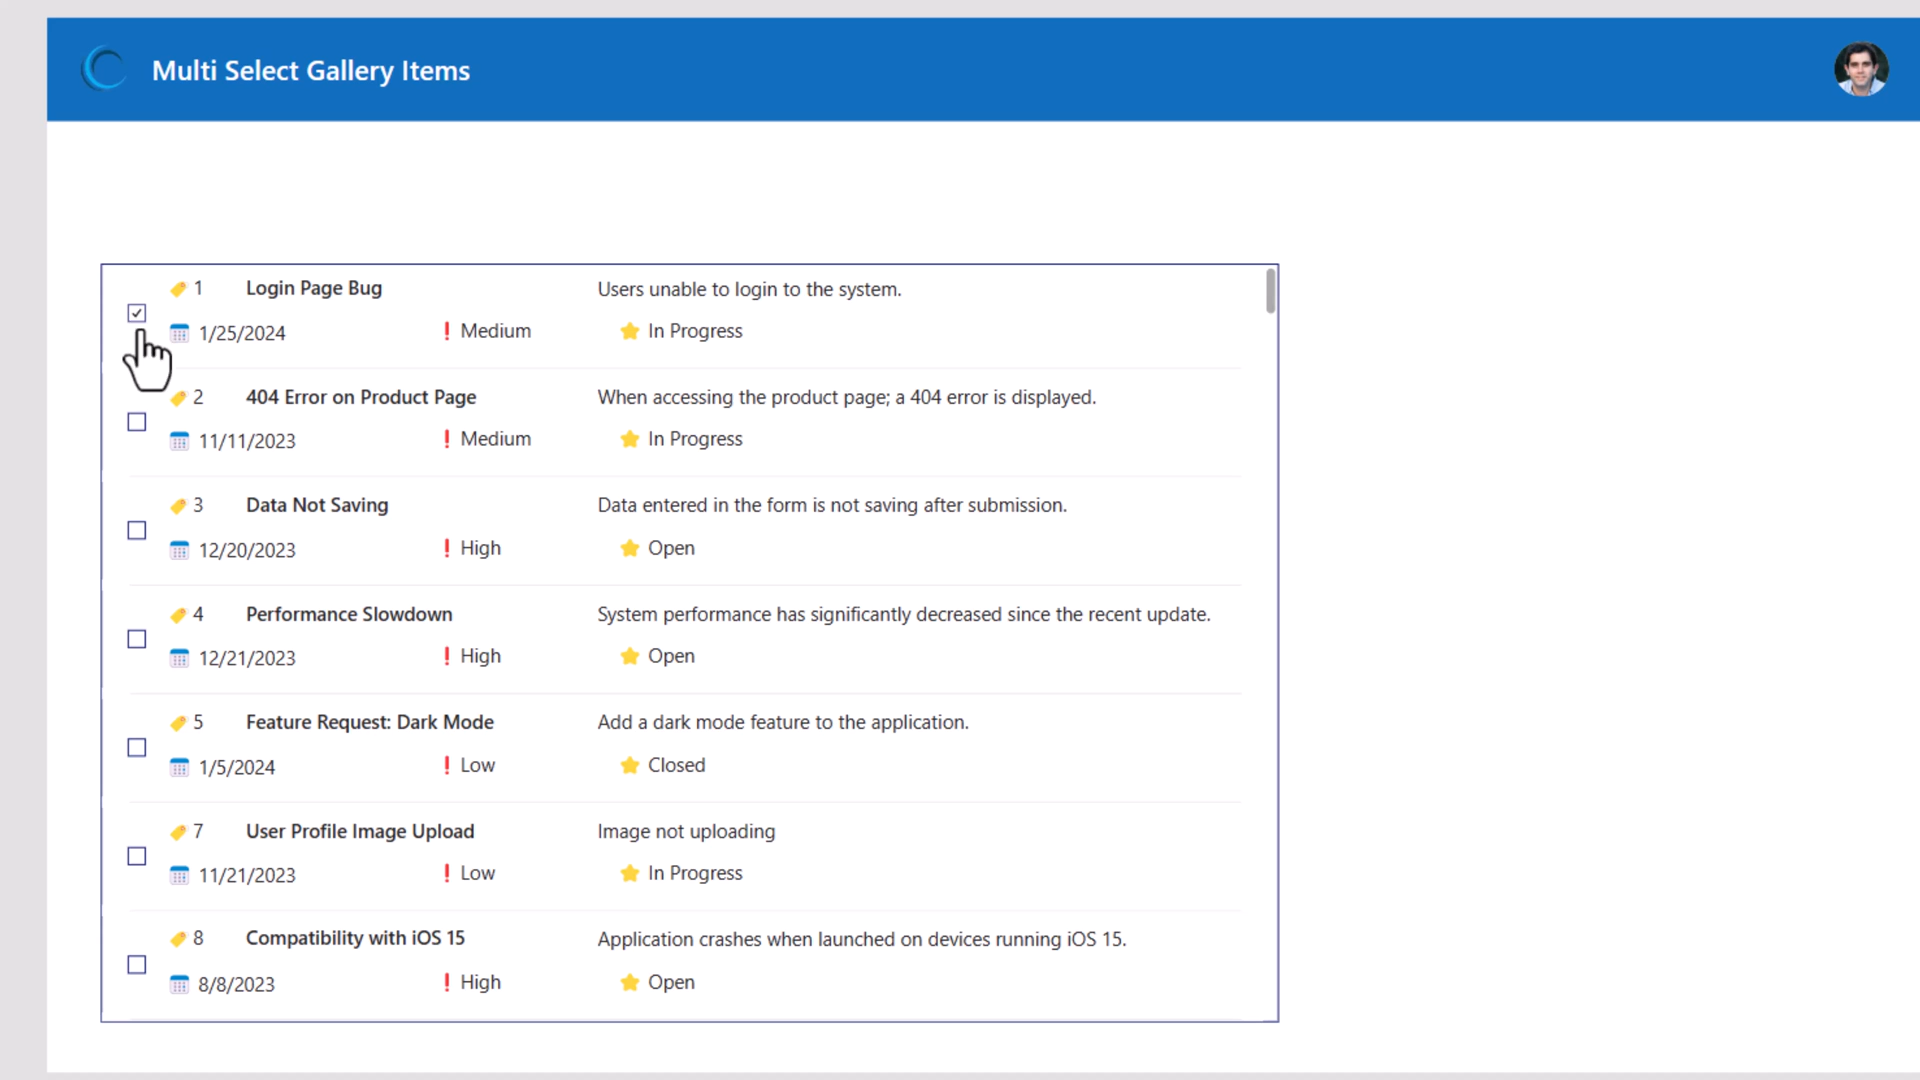 Multi Select Gallery Items
1 Login Page Bug Users unable to login to the system.
1/25/2024 Medium In Progress
2 404 Error on Product Page When accessing the product page; a 404 error is displayed.
11/11/2023 Medium In Progress
3 Data Not Saving Data entered in the form is not saving after submission.
12/20/2023 High Open
4 Performance Slowdown System performance has significantly decreased since the recent update.
12/21/2023 High Open
5 Feature Request: Dark Mode Add a dark mode feature to the application.
1/5/2024 Low Closed
7 User Profile Image Upload Image not uploading
11/21/2023 Low In Progress
8 Compatibility with iOS 15 Application crashes when launched on devices running iOS 15.
8/8/2023 High Open